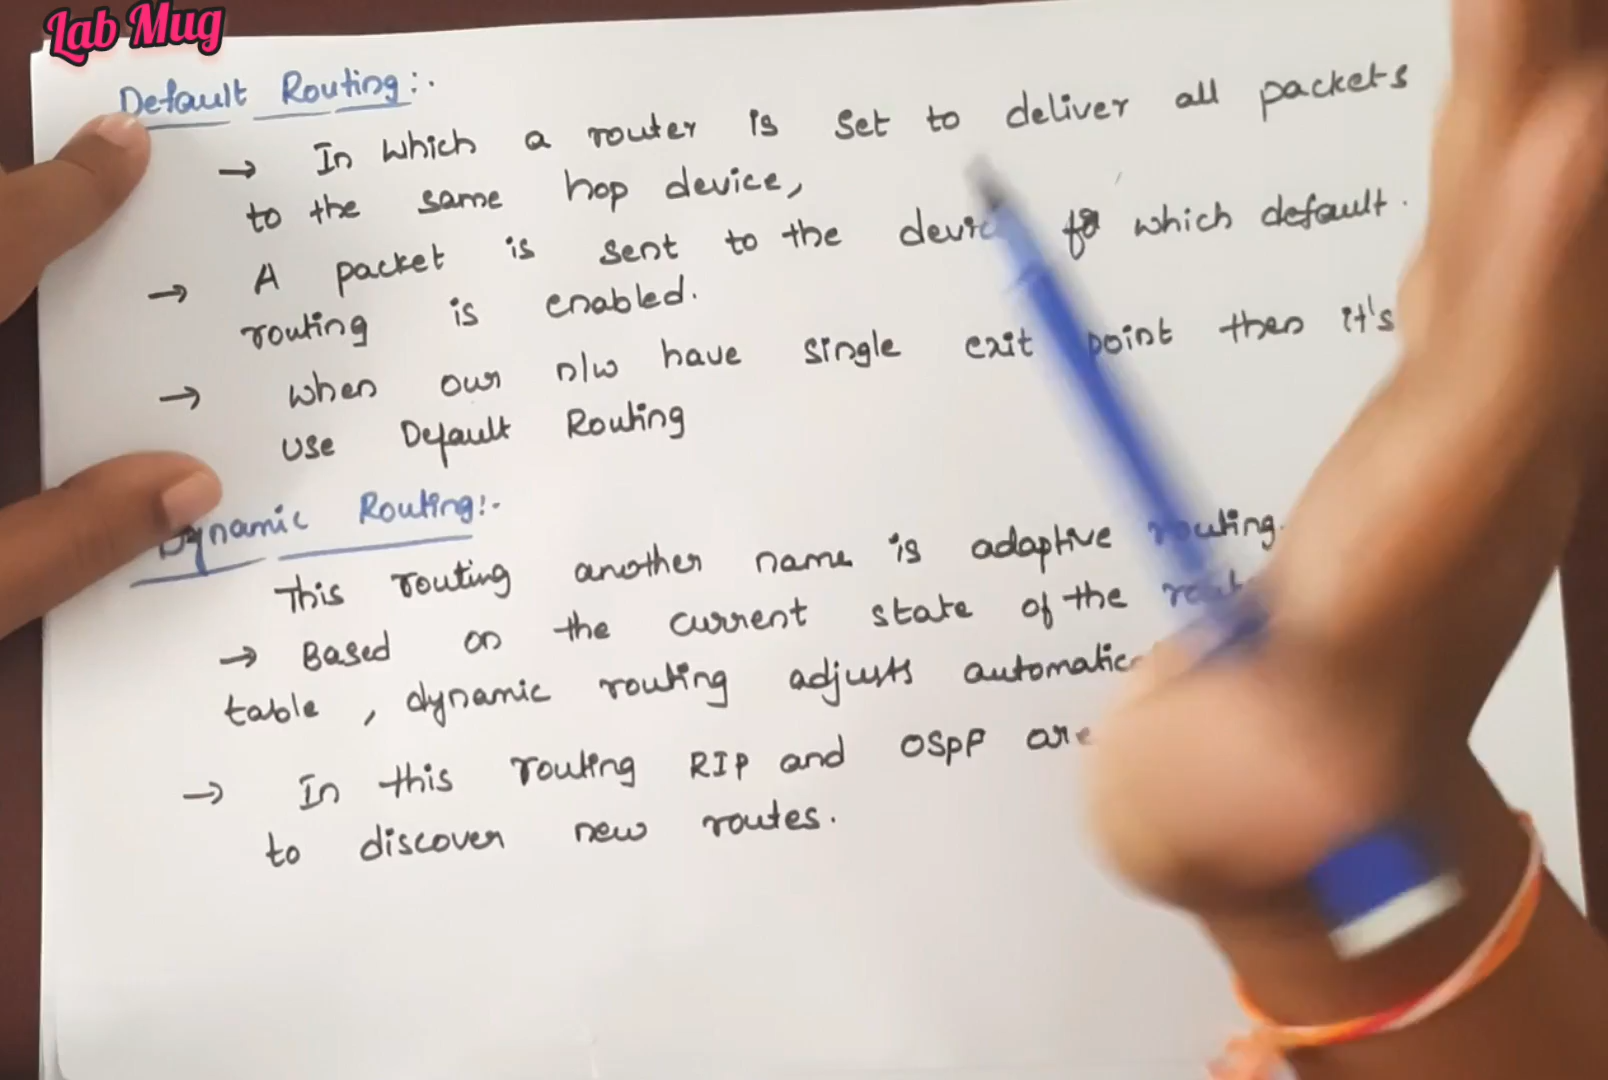 Lab Mug
Default Routing:.
→ In which a router is set to deliver all packets
to the same hop device,
→ A packet is sent to the for which default.
routing is enabled.
→ when our n/w have single exit point then it's
use Default Routing
Dynamic Routing:-
This routing another name is adaptive routing.
→ Based on the current state of the
table, dynamic routing adjusts
→ In this routing RIP and OSPF are
to discover new routes.